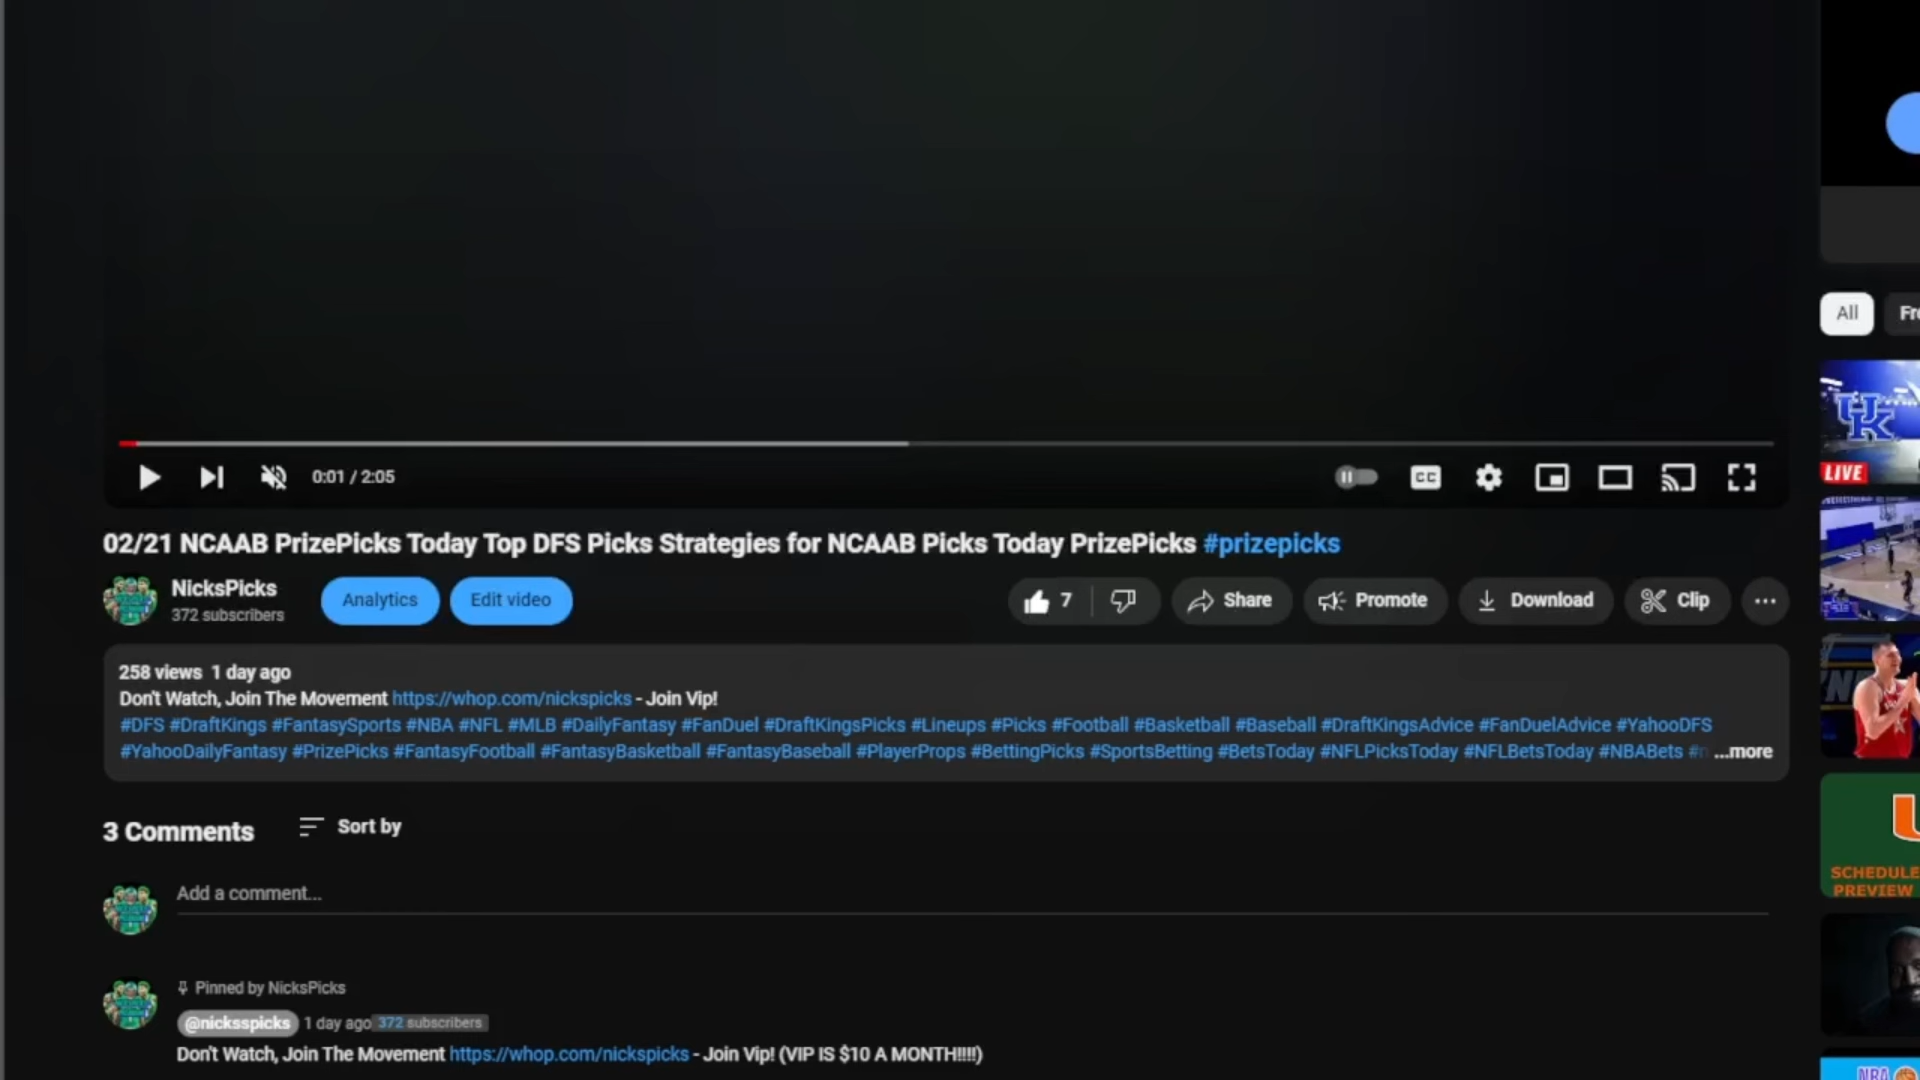 0:01 / 2:05
CC
02/21 NCAAB PrizePicks Today Top DFS Picks Strategies for NCAAB Picks Today PrizePicks #prizepicks
NicksPicks
372 subscribers
Analytics
Edit video
7
Share
Promote
Download
Clip
258 views 1 day ago
Don't Watch, Join The Movement https://whop.com/nickspicks - Join Vip!
#DFS #DraftKings #FantasySports #NBA #NFL #MLB #DailyFantasy #FanDuel #DraftKingsPicks #Lineups #Picks #Football #Basketball #Baseball #DraftKingsAdvice #FanDuelAdvice #YahooDFS
#YahooDailyFantasy #PrizePicks #FantasyFootball #FantasyBasketball #FantasyBaseball #PlayerProps #BettingPicks #SportsBetting #BetsToday #NFLPicksToday #NFLBetsToday #NBABets #n ...more
3 Comments
Sort by
Add a comment...
Pinned by NicksPicks
@nicksspicks 1 day ago 372 subscribers
Don't Watch, Join The Movement https://whop.com/nickspicks - Join Vip! (VIP IS $10 A MONTH!!!!)
All
UK
LIVE
U
SCHEDULE
PREVIEW
NBA